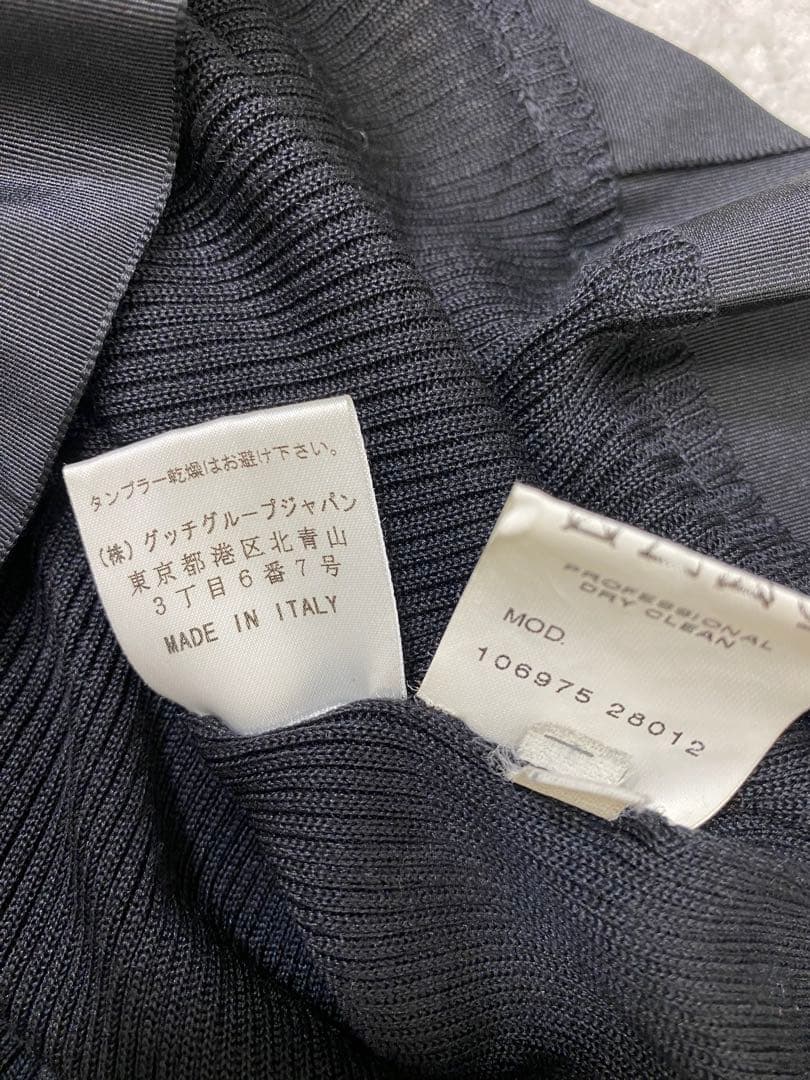 タンブラー乾燥はお避け下さい。
(株)グッチグループジャパン
東京都港区北青山
3丁目6番7号
MADE IN ITALY
PROFESSIONAL
DRY CLEAN
MOD.
106975 28012